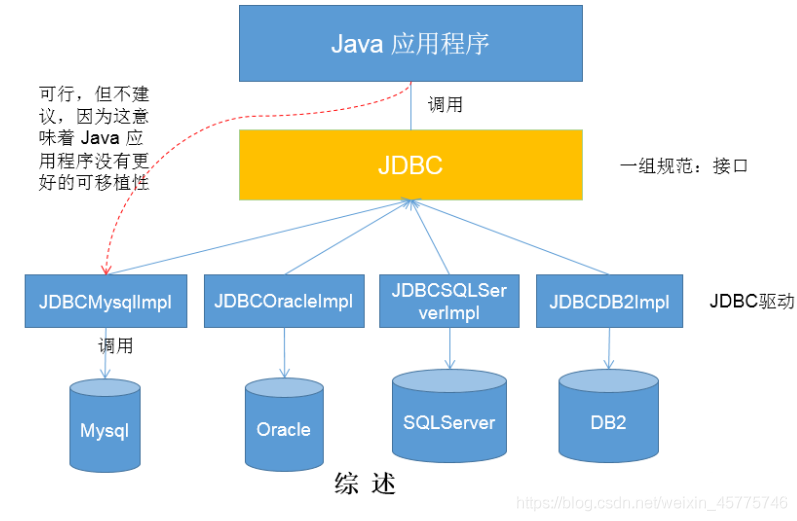 Java 应用程序
可行，但不建
议，因为这意
味着 Java 应
用程序没有更
好的可移植性
调用
JDBC
一组规范：接口
JDBCMysqlImpl
JDBCOracleImpl
JDBCSQLSer
verImpl
JDBCDB2Impl
JDBC驱动
调用
Mysql
Oracle
SQLServer
DB2
综 述
https://blog.csdn.net/weixin_45775746